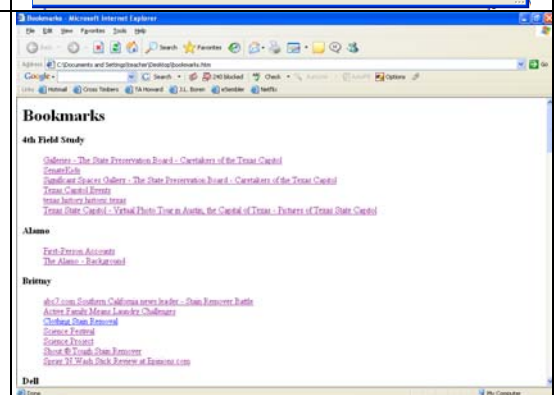 Bookmarks - Microsoft Internet Explorer
File Edit View Favorites Tools Help
Back Search Favorites
Address C:\Documents and Settings\teacher\Desktop\bookmarks.htm Go
Google Search 240 blocked Check Options
Links Hotmail Cross Timbers TA Howard J.L. Boren Netflix
Bookmarks
4th Field Study
Galleries - The State Preservation Board - Caretakers of the Texas Capitol
SenateKids
Significant Spaces Gallery - The State Preservation Board - Caretakers of the Texas Capitol
Texas Capitol Events
texas history historic texas
Texas State Capitol - Virtual Photo Tour in Austin, the Capital of Texas - Pictures of Texas State Capitol
Alamo
First-Person Accounts
The Alamo - Background
Brittny
abc7.com Southern California news leader - Stain Remover Battle
Active Family Means Laundry Challenges
Clothing Stain Removal
Science Festival
Science Project
Shout ® Tough Stain Remover
Spray 'N Wash Stick Review at Epinions.com
Dell
Done My Computer